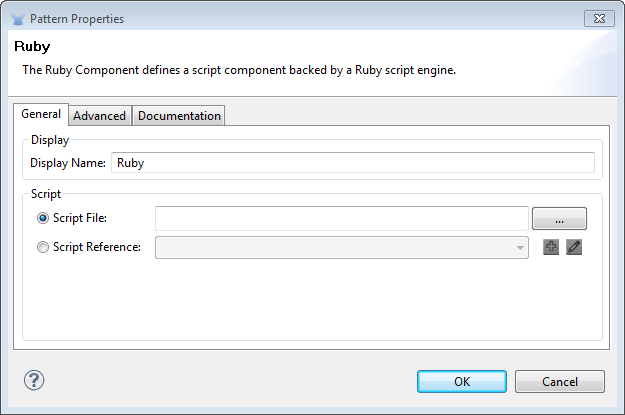 Pattern Properties
Ruby
The Ruby Component defines a script component backed by a Ruby script engine.
General Advanced Documentation
Display
Display Name: Ruby
Script
Script File: ...
Script Reference:
? OK Cancel